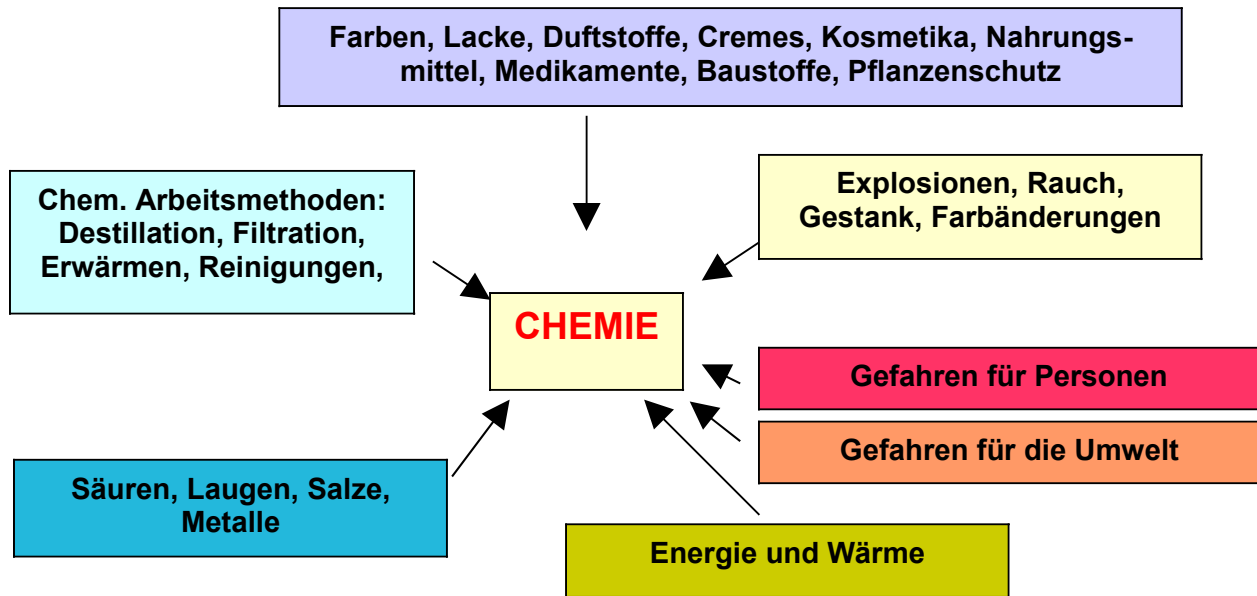 Farben, Lacke, Duftstoffe, Cremes, Kosmetika, Nahrungs-
mittel, Medikamente, Baustoffe, Pflanzenschutz
Chem. Arbeitsmethoden:
Destillation, Filtration,
Erwärmen, Reinigungen,
Explosionen, Rauch,
Gestank, Farbänderungen
CHEMIE
Gefahren für Personen
Gefahren für die Umwelt
Säuren, Laugen, Salze,
Metalle
Energie und Wärme